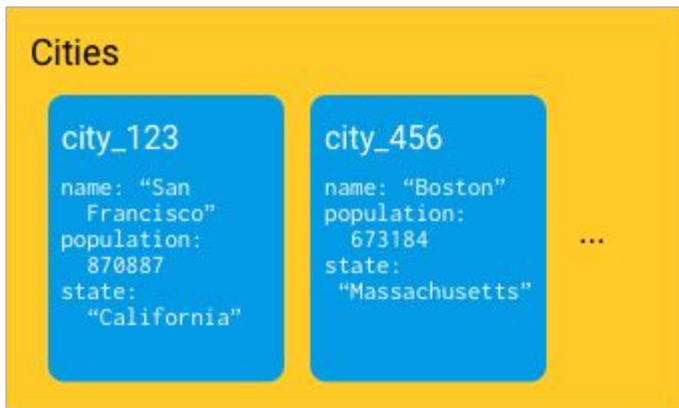 Cities
city_123
name: “San
Francisco”
population:
870887
state:
“California”
city_456
name: “Boston”
population:
673184
state:
“Massachusetts”
...